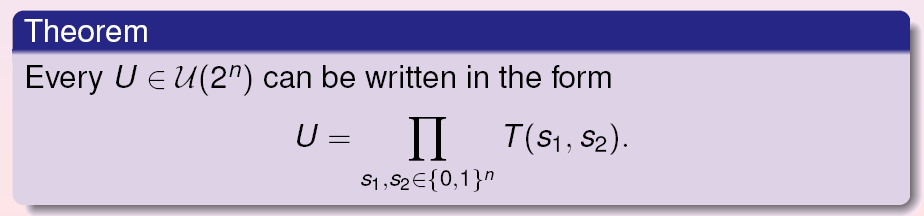 Theorem
Every U ∈ 𝒰(2ⁿ) can be written in the form
U = ∏ T(s₁, s₂).
s₁,s₂∈{0,1}ⁿ